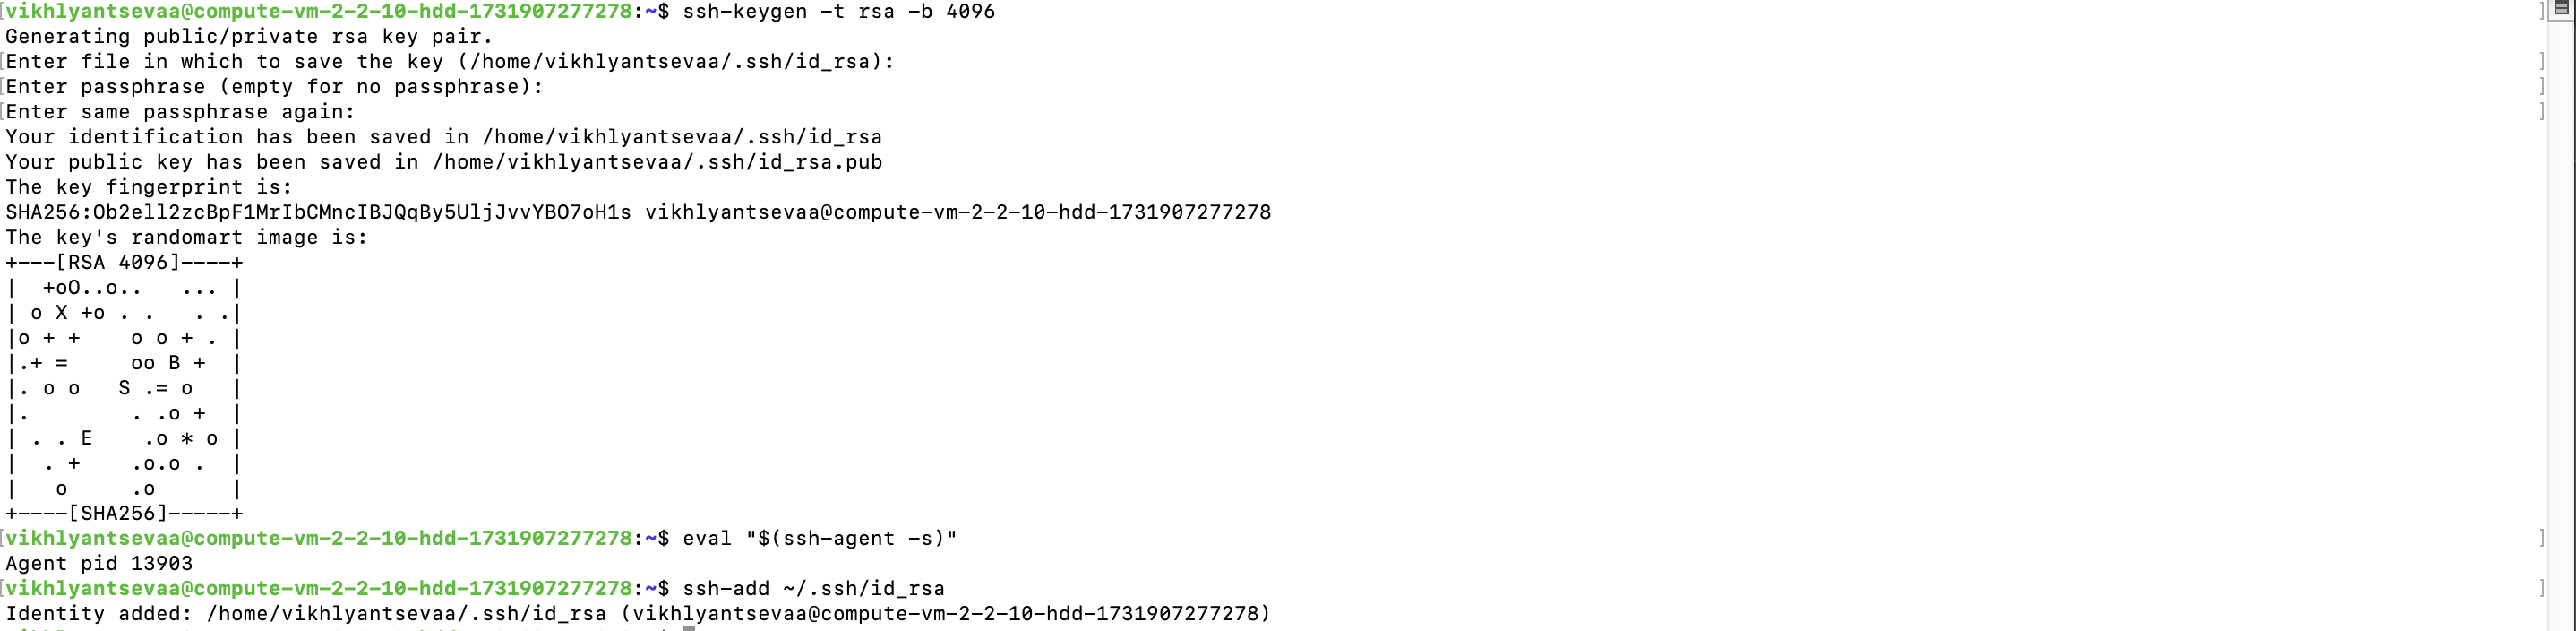 vikhlyantsevaa@compute-vm-2-2-10-hdd-1731907277278:~$ ssh-keygen -t rsa -b 4096
Generating public/private rsa key pair.
Enter file in which to save the key (/home/vikhlyantsevaa/.ssh/id_rsa):
Enter passphrase (empty for no passphrase):
Enter same passphrase again:
Your identification has been saved in /home/vikhlyantsevaa/.ssh/id_rsa
Your public key has been saved in /home/vikhlyantsevaa/.ssh/id_rsa.pub
The key fingerprint is:
SHA256:Ob2ell2zcBpF1MrIbCMncIBJQqBy5UljJvvYBO7oH1s vikhlyantsevaa@compute-vm-2-2-10-hdd-1731907277278
The key's randomart image is:
+---[RSA 4096]----+
|  +oO..o..   ... |
| o X +o . .   . .|
|o + +    o o + . |
|.+ =     oo B +  |
|. o o   S .= o   |
|.        . .o +  |
| . . E    .o * o |
|  . +    .o.o .  |
|   o     .o      |
+----[SHA256]-----+
vikhlyantsevaa@compute-vm-2-2-10-hdd-1731907277278:~$ eval "$(ssh-agent -s)"
Agent pid 13903
vikhlyantsevaa@compute-vm-2-2-10-hdd-1731907277278:~$ ssh-add ~/.ssh/id_rsa
Identity added: /home/vikhlyantsevaa/.ssh/id_rsa (vikhlyantsevaa@compute-vm-2-2-10-hdd-1731907277278)